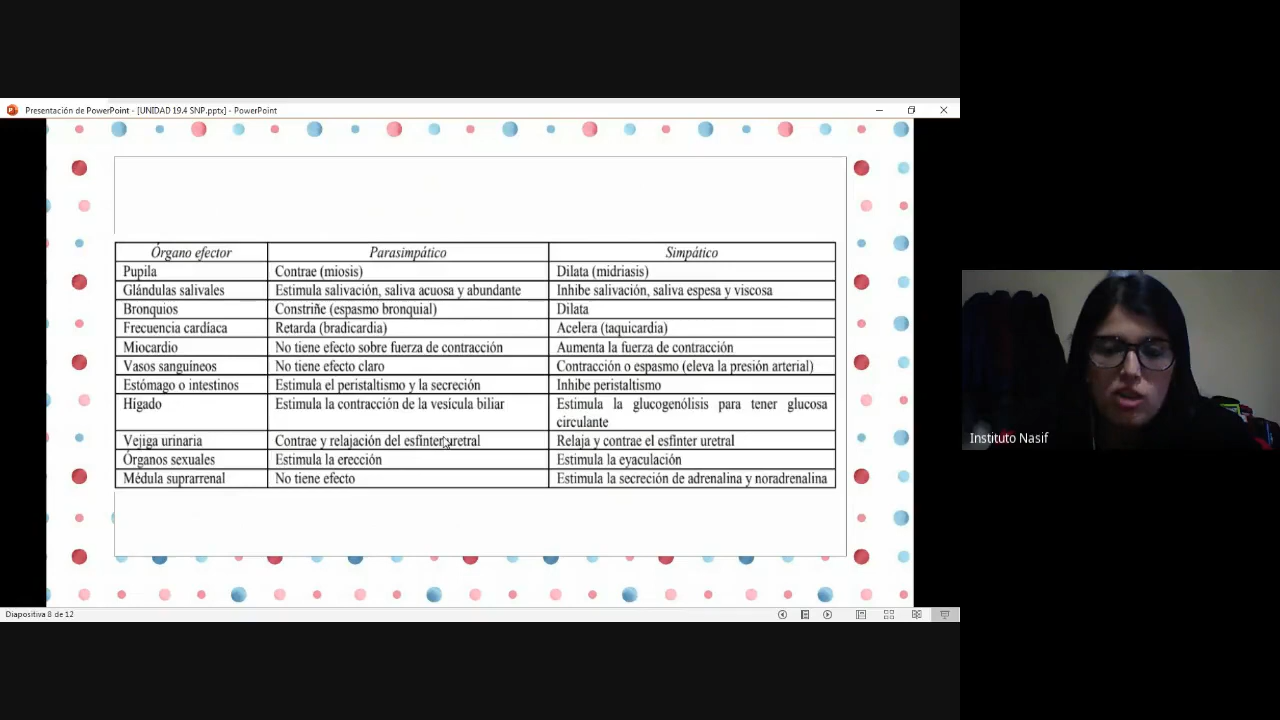 Presentación de PowerPoint - [UNIDAD 19.4 SNP.pptx] - PowerPoint
Órgano efector Parasimpático Simpático
Pupila Contrae (miosis) Dilata (midriasis)
Glándulas salivales Estimula salivación, saliva acuosa y abundante Inhibe salivación, saliva espesa y viscosa
Bronquios Constriñe (espasmo bronquial) Dilata
Frecuencia cardíaca Retarda (bradicardia) Acelera (taquicardia)
Miocardio No tiene efecto sobre fuerza de contracción Aumenta la fuerza de contracción
Vasos sanguíneos No tiene efecto claro Contracción o espasmo (eleva la presión arterial)
Estómago o intestinos Estimula el peristaltismo y la secreción Inhibe peristaltismo
Hígado Estimula la contracción de la vesícula biliar Estimula la glucogenólisis para tener glucosa
circulante
Vejiga urinaria Contrae y relajación del esfínter uretral Relaja y contrae el esfínter uretral
Órganos sexuales Estimula la erección Estimula la eyaculación
Médula suprarrenal No tiene efecto Estimula la secreción de adrenalina y noradrenalina
Instituto Nasif
Diapositiva 8 de 12